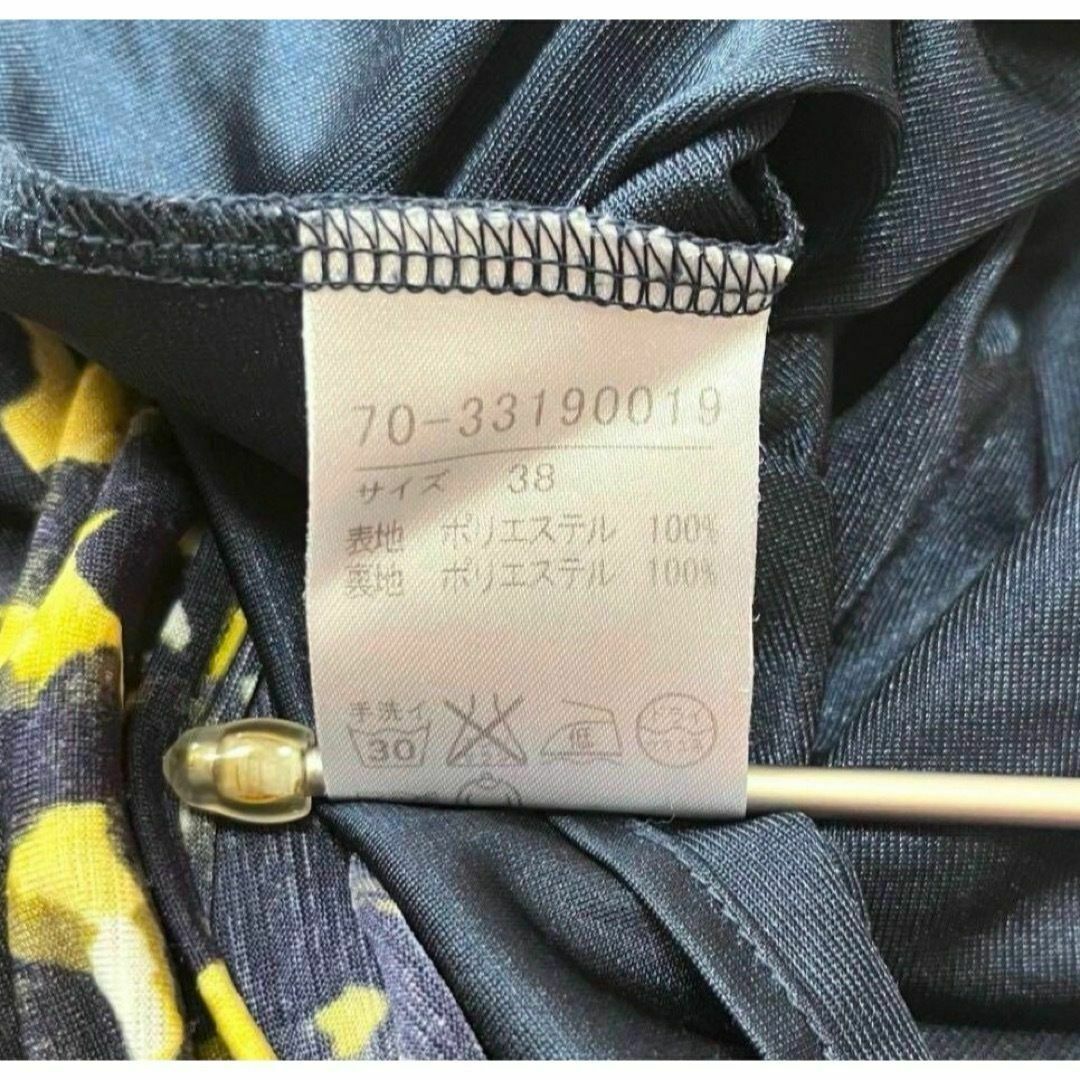 70-33190019
サイズ 38
表地 ポリエステル 100%
裏地 ポリエステル 100%
手洗イ
30 低